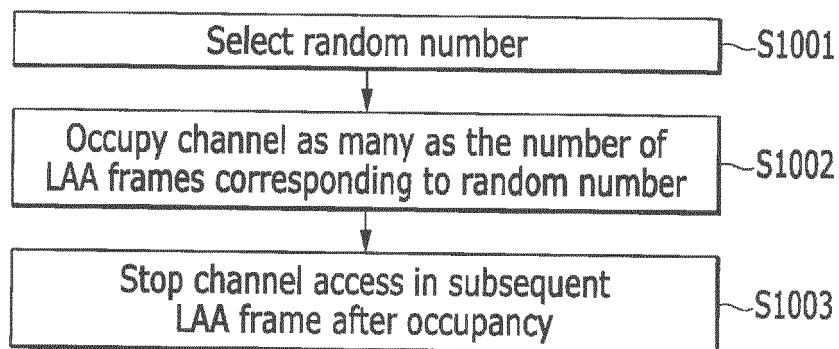 Select random number
S1001
Occupy channel as many as the number of
LAA frames corresponding to random number
S1002
Stop channel access in subsequent
LAA frame after occupancy
S1003